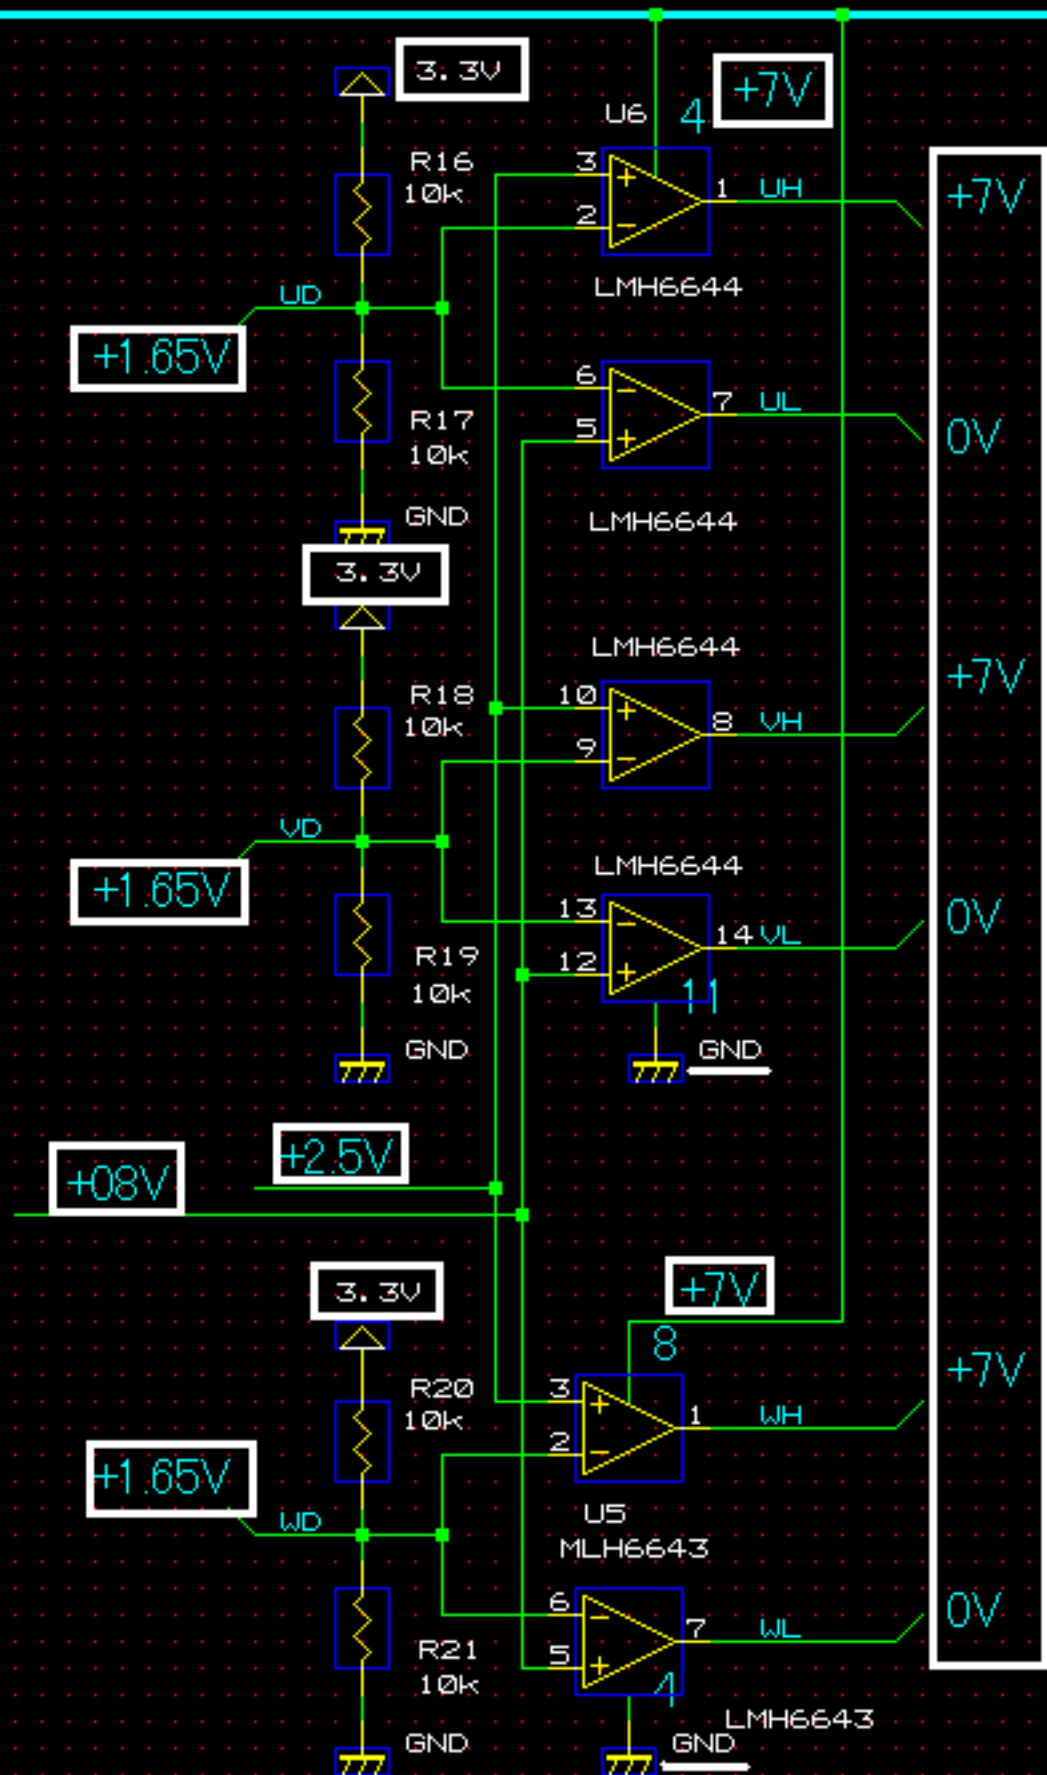 3.3V
+7V
U6
4
R16
10k
3
2
1
UH
+7V
LMH6644
UD
+1.65V
R17
10k
6
5
7
UL
0V
GND
LMH6644
3.3V
LMH6644
+7V
R18
10k
10
9
8
VH
VD
LMH6644
+1.65V
13
12
14
VL
0V
R19
10k
11
GND
GND
+2.5V
+08V
3.3V
+7V
8
+7V
R20
10k
3
2
1
WH
+1.65V
WD
U5
MLH6643
6
5
7
WL
0V
R21
10k
4
LMH6643
GND
GND